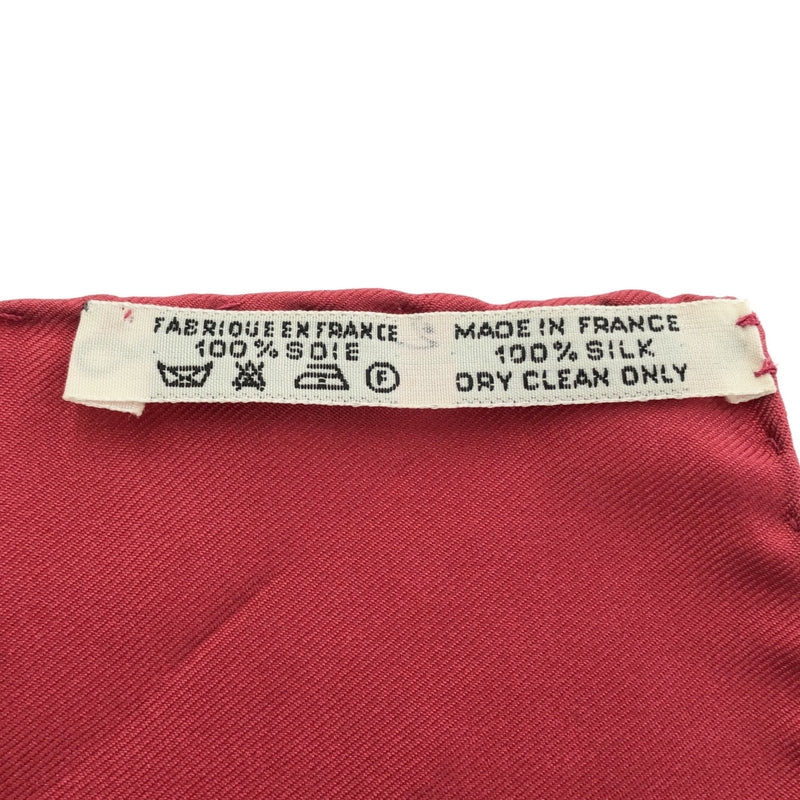 FABRIQUE EN FRANCE
100% SOIE
F
MADE IN FRANCE
100% SILK
DRY CLEAN ONLY